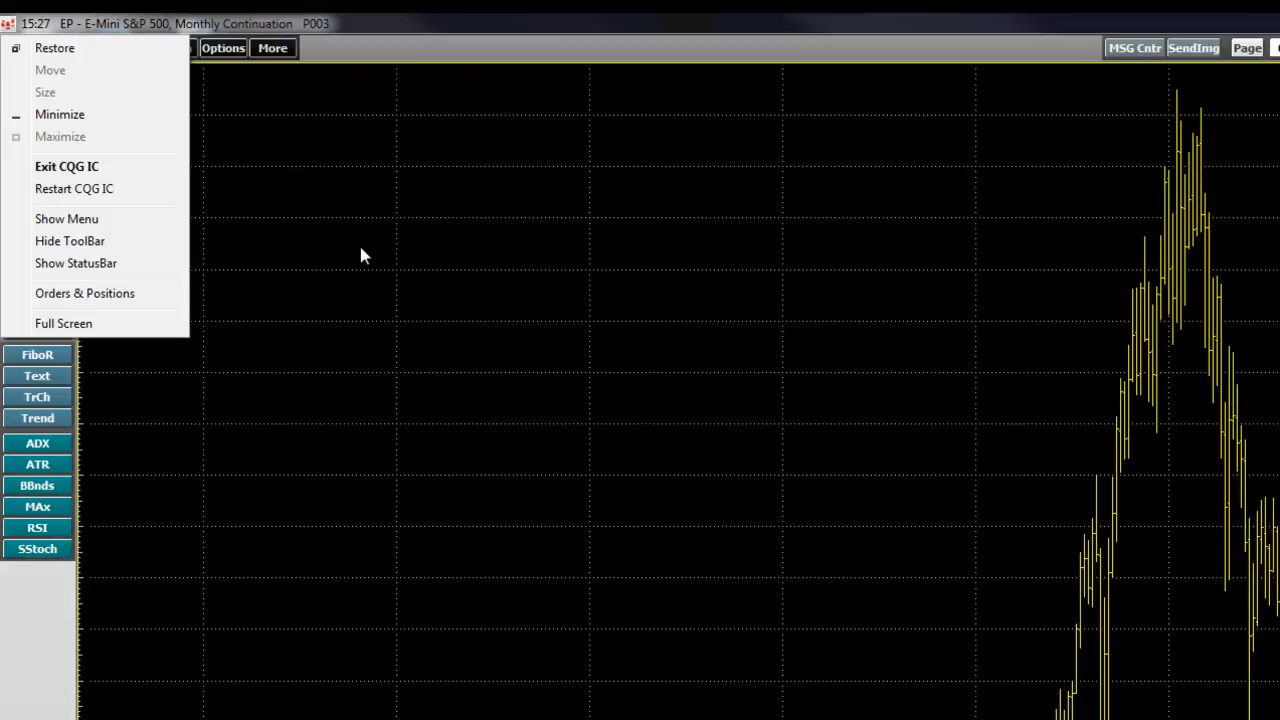 15:27 EP - E-Mini S&P 500, Monthly Continuation P003
Options More MSG Cntr SendImg Page
Restore
Move
Size
Minimize
Maximize
Exit CQG IC
Restart CQG IC
Show Menu
Hide ToolBar
Show StatusBar
Orders & Positions
Full Screen
FiboR
Text
TrCh
Trend
ADX
ATR
BBnds
MAx
RSI
SStoch